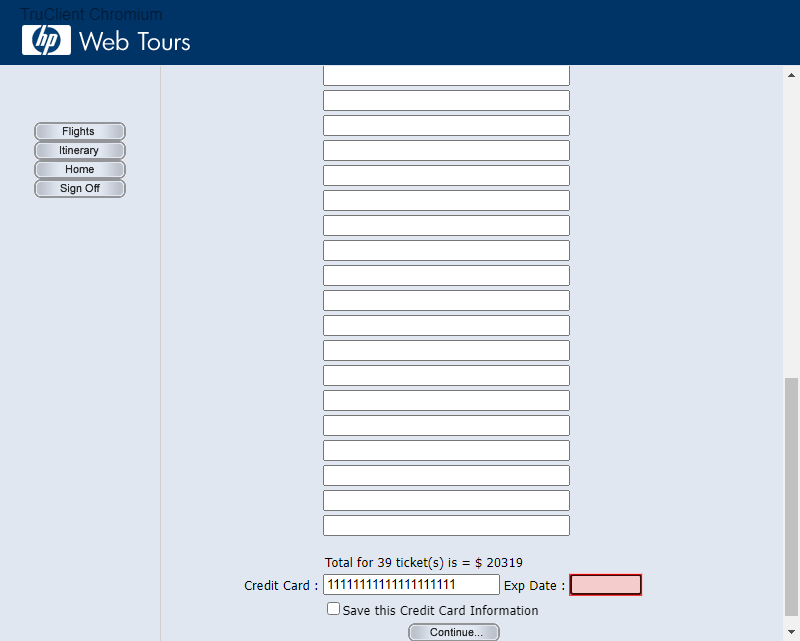 TruClient Chromium
hp Web Tours
Flights
Itinerary
Home
Sign Off
Total for 39 ticket(s) is = $ 20319
Credit Card : 1111111111111111111 Exp Date :
Save this Credit Card Information
Continue...